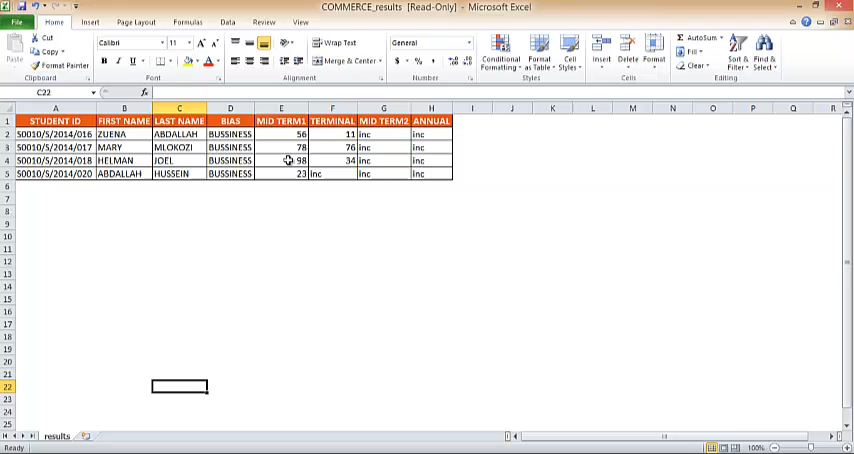 COMMERCE_results [Read-Only] - Microsoft Excel
File Home Insert Page Layout Formulas Data Review View
Paste Cut Calibri 11 A A Wrap Text General Conditional Formatting Format as Table Cell Styles Insert Delete Format AutoSum Sort & Filter Find & Select
Copy Fill
Format Painter B I U A Merge & Center $ % , Clear
Clipboard Font Alignment Number Styles Cells Editing
C22 fx
A B C D E F G H I J K L M N O P Q R
1 STUDENT ID FIRST NAME LAST NAME BIAS MID TERM1 TERMINAL MID TERM2 ANNUAL
2 S0010/S/2014/016 ZUENA ABDALLAH BUSSINESS 56 11 inc inc
3 S0010/S/2014/017 MARY MLOKOZI BUSSINESS 78 76 inc inc
4 S0010/S/2014/018 HELMAN JOEL BUSSINESS 98 34 inc inc
5 S0010/S/2014/020 ABDALLAH HUSSEIN BUSSINESS 23 inc inc inc
6
7
8
9
10
11
12
13
14
15
16
17
18
19
20
21
22
23
24
25
results
Ready 100%